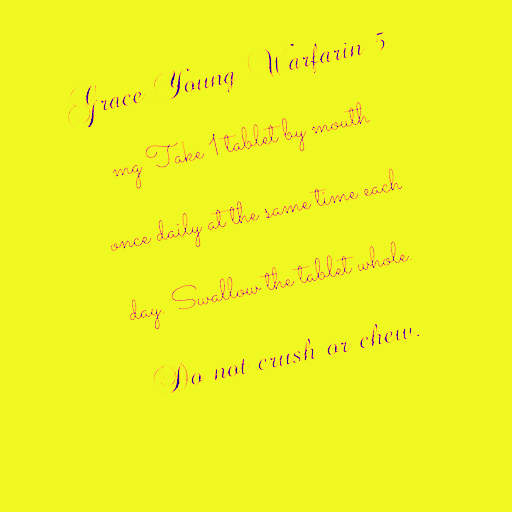 Grace Young Warfarin 5
mg Take 1 tablet by mouth
once daily at the same time each
day. Swallow the tablet whole.
Do not crush or chew.